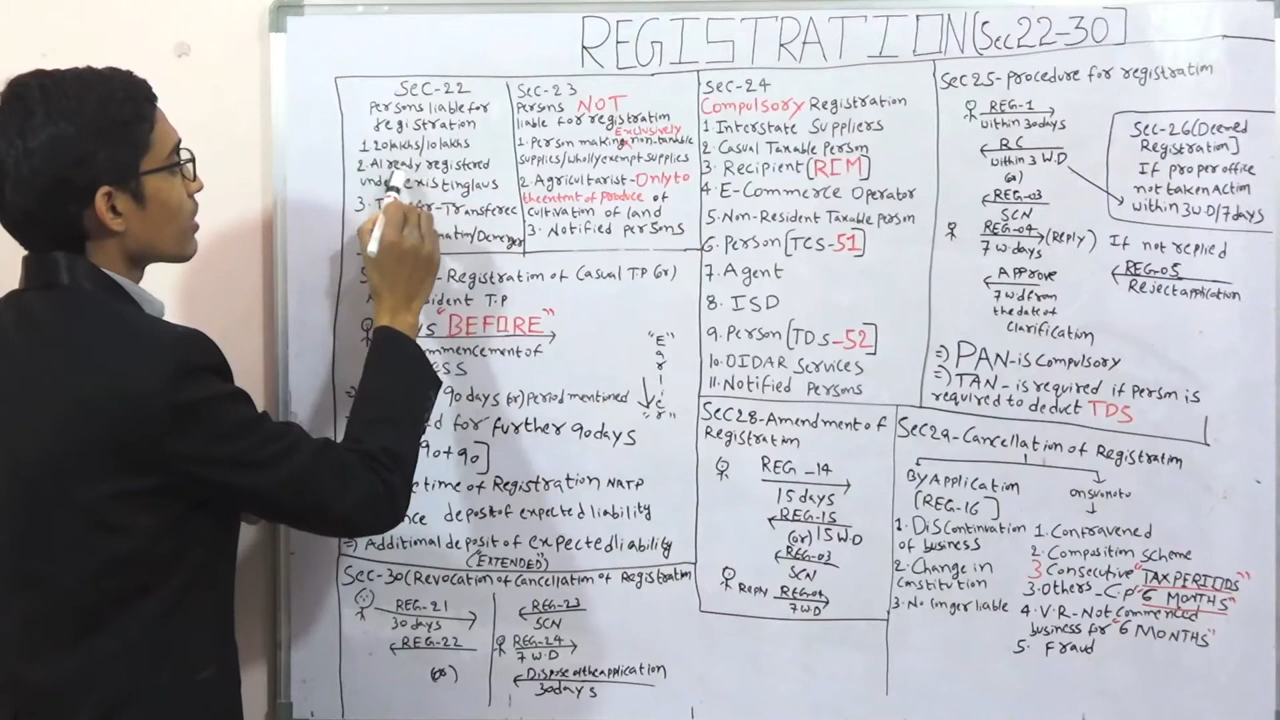 REGISTRATION [Sec 22-30]
Sec-22
Persons liable for
registration
1 20 lakhs/10 lakhs
2. Already registered
existing laws
3.
Sec-23
Persons NOT
liable for registration
Exclusively
1. Person making non-taxable
supplies/wholly exempt supplies
2. Agricultarist-Only to
the extent of produce of
cultivation of land
3. Notified persons
Registration of Casual T.P (or)
T.P
"BEFORE"
90 days (or) period mentioned
for further 90 days
90+90]
time of Registration NATP
deposit of expected liability
=) Additional deposit of expected liability
(EXTENDED")
"E
a
r
l
i
e
r"
Sec-30(Revocation of Cancellation of Registration
REG-21
30 days
REG-22
(or)
REG-23
SCN
REG-24
7 W.D
Dispose of the application
30 days
Sec-24
Compulsory Registration
1. Interstate Suppliers
2. Casual Taxable Person
3. Recipient [RCM]
4. E-Commerce Operator
5. Non-Resident Taxable person
6. Person [TCS-51]
7. Agent
8. ISD
9. Person [TDS-52]
10. OIDAR Services
11. Notified Persons
Sec 28-Amendment of
Registration
REG-14
15 days
REG-15
(or) 15 W.D
REG-03
SCN
Reply REG-04
7 W.D
Sec 25-procedure for registration
REG-1
within 30 days
RC
within 3 W.D
(or)
REG-03
SCN
REG-04 (Reply)
7 W.days
APProve
7 wd from
the date of
Clarification
Sec-26(Deemed
Registration]
If proper office
not taken Action
within 3 W.D/7 days
If not replied
REG-05
Reject application
=) PAN-is Compulsory
=) TAN-is required if person is
required to deduct TDS
Sec 29-Cancellation of Registration
By Application
[REG-16]
1. Discontinuation
of business
2. Change in
Constitution
3. No longer liable
on suo moto
1. Contravened
2. Composition Scheme
3 Consecutive "TAX PERIODS"
3. Others - C.P "6 MONTHS"
4. V.R-Not Commenced
business for "6 MONTHS"
5. Fraud